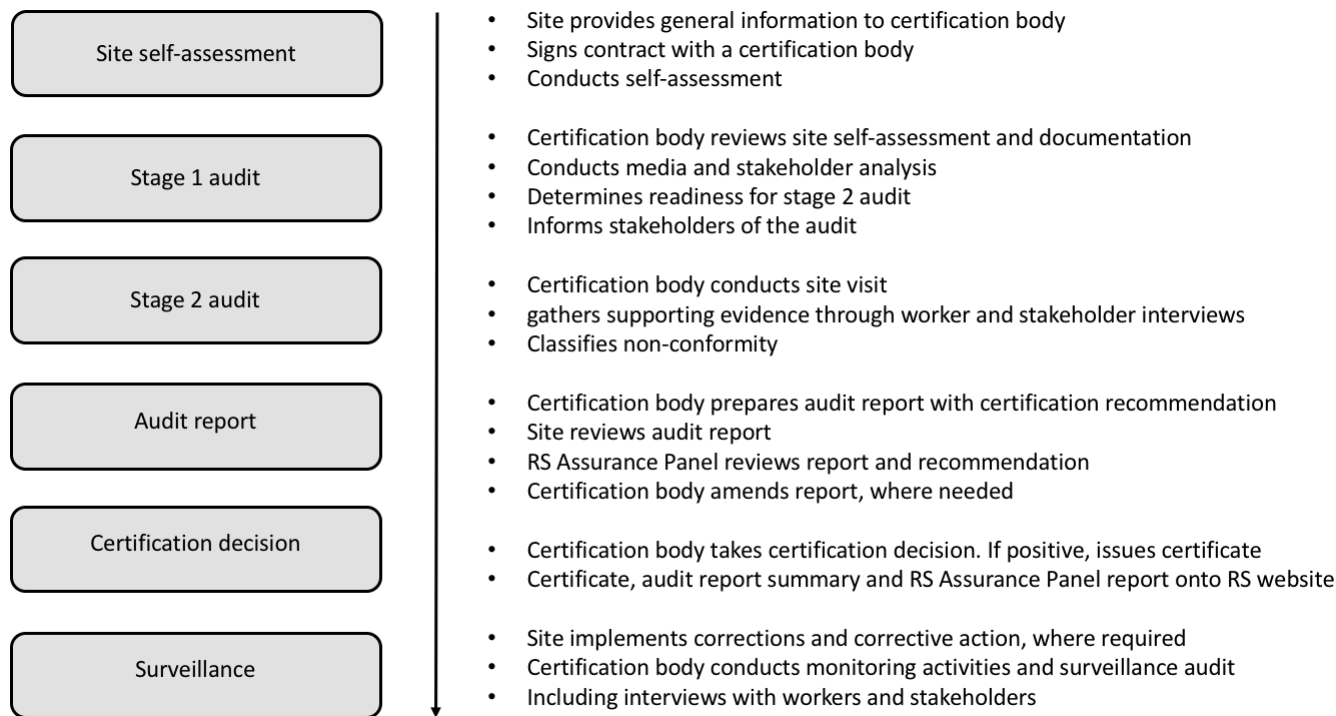 Site self-assessment
• Site provides general information to certification body
• Signs contract with a certification body
• Conducts self-assessment
Stage 1 audit
• Certification body reviews site self-assessment and documentation
• Conducts media and stakeholder analysis
• Determines readiness for stage 2 audit
• Informs stakeholders of the audit
Stage 2 audit
• Certification body conducts site visit
• gathers supporting evidence through worker and stakeholder interviews
• Classifies non-conformity
Audit report
• Certification body prepares audit report with certification recommendation
• Site reviews audit report
• RS Assurance Panel reviews report and recommendation
• Certification body amends report, where needed
Certification decision
• Certification body takes certification decision. If positive, issues certificate
• Certificate, audit report summary and RS Assurance Panel report onto RS website
Surveillance
• Site implements corrections and corrective action, where required
• Certification body conducts monitoring activities and surveillance audit
• Including interviews with workers and stakeholders